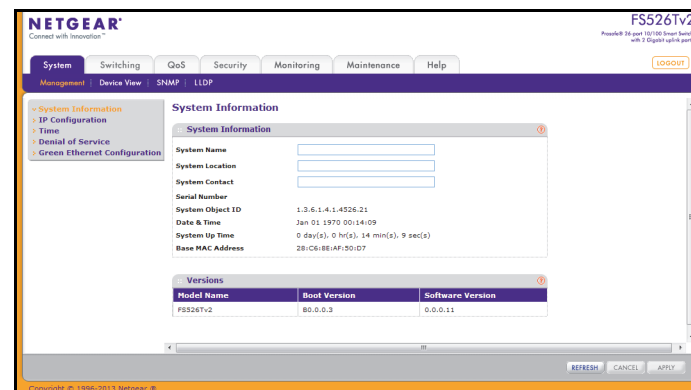 NETGEAR®
Connect with Innovation™
FS526Tv2
Prosafe® 26-port 10/100 Smart Switch
with 2 Gigabit uplink ports
System Switching QoS Security Monitoring Maintenance Help
LOGOUT
Management Device View SNMP LLDP
System Information
IP Configuration
Time
Denial of Service
Green Ethernet Configuration
System Information
System Information
System Name
System Location
System Contact
Serial Number
System Object ID 1.3.6.1.4.1.4526.21
Date & Time Jan 01 1970 00:14:09
System Up Time 0 day(s), 0 hr(s), 14 min(s), 9 sec(s)
Base MAC Address 28:C6:8E:AF:50:D7
Versions
Model Name Boot Version Software Version
FS526Tv2 B0.0.0.3 0.0.0.11
REFRESH CANCEL APPLY
Copyright © 1996-2013 Netgear ®